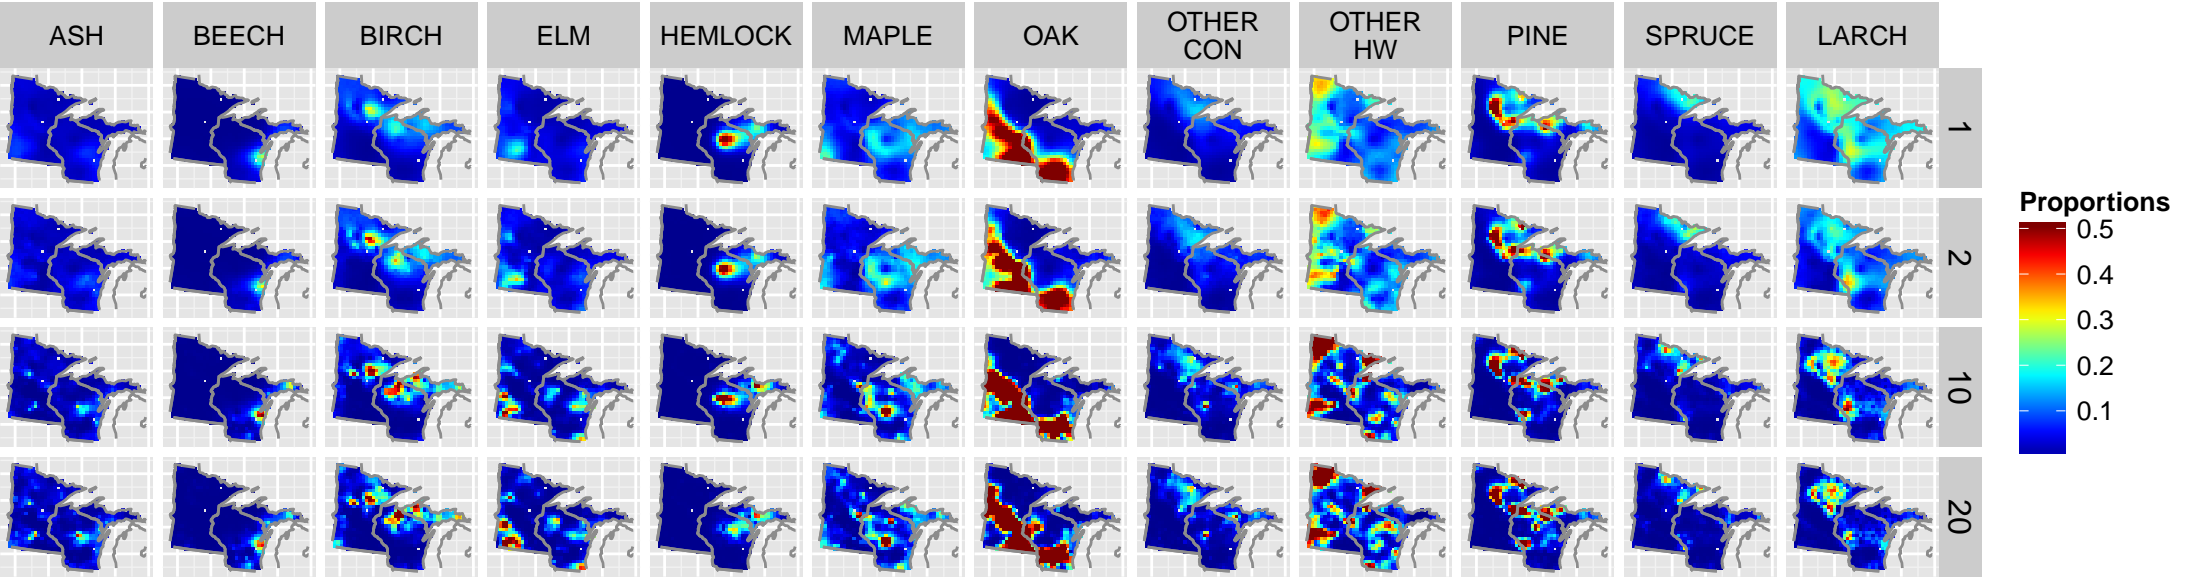 ASH
BEECH
BIRCH
ELM
HEMLOCK
MAPLE
OAK
OTHER
CON
OTHER
HW
PINE
SPRUCE
LARCH
1
2
10
20
Proportions
0.5
0.4
0.3
0.2
0.1